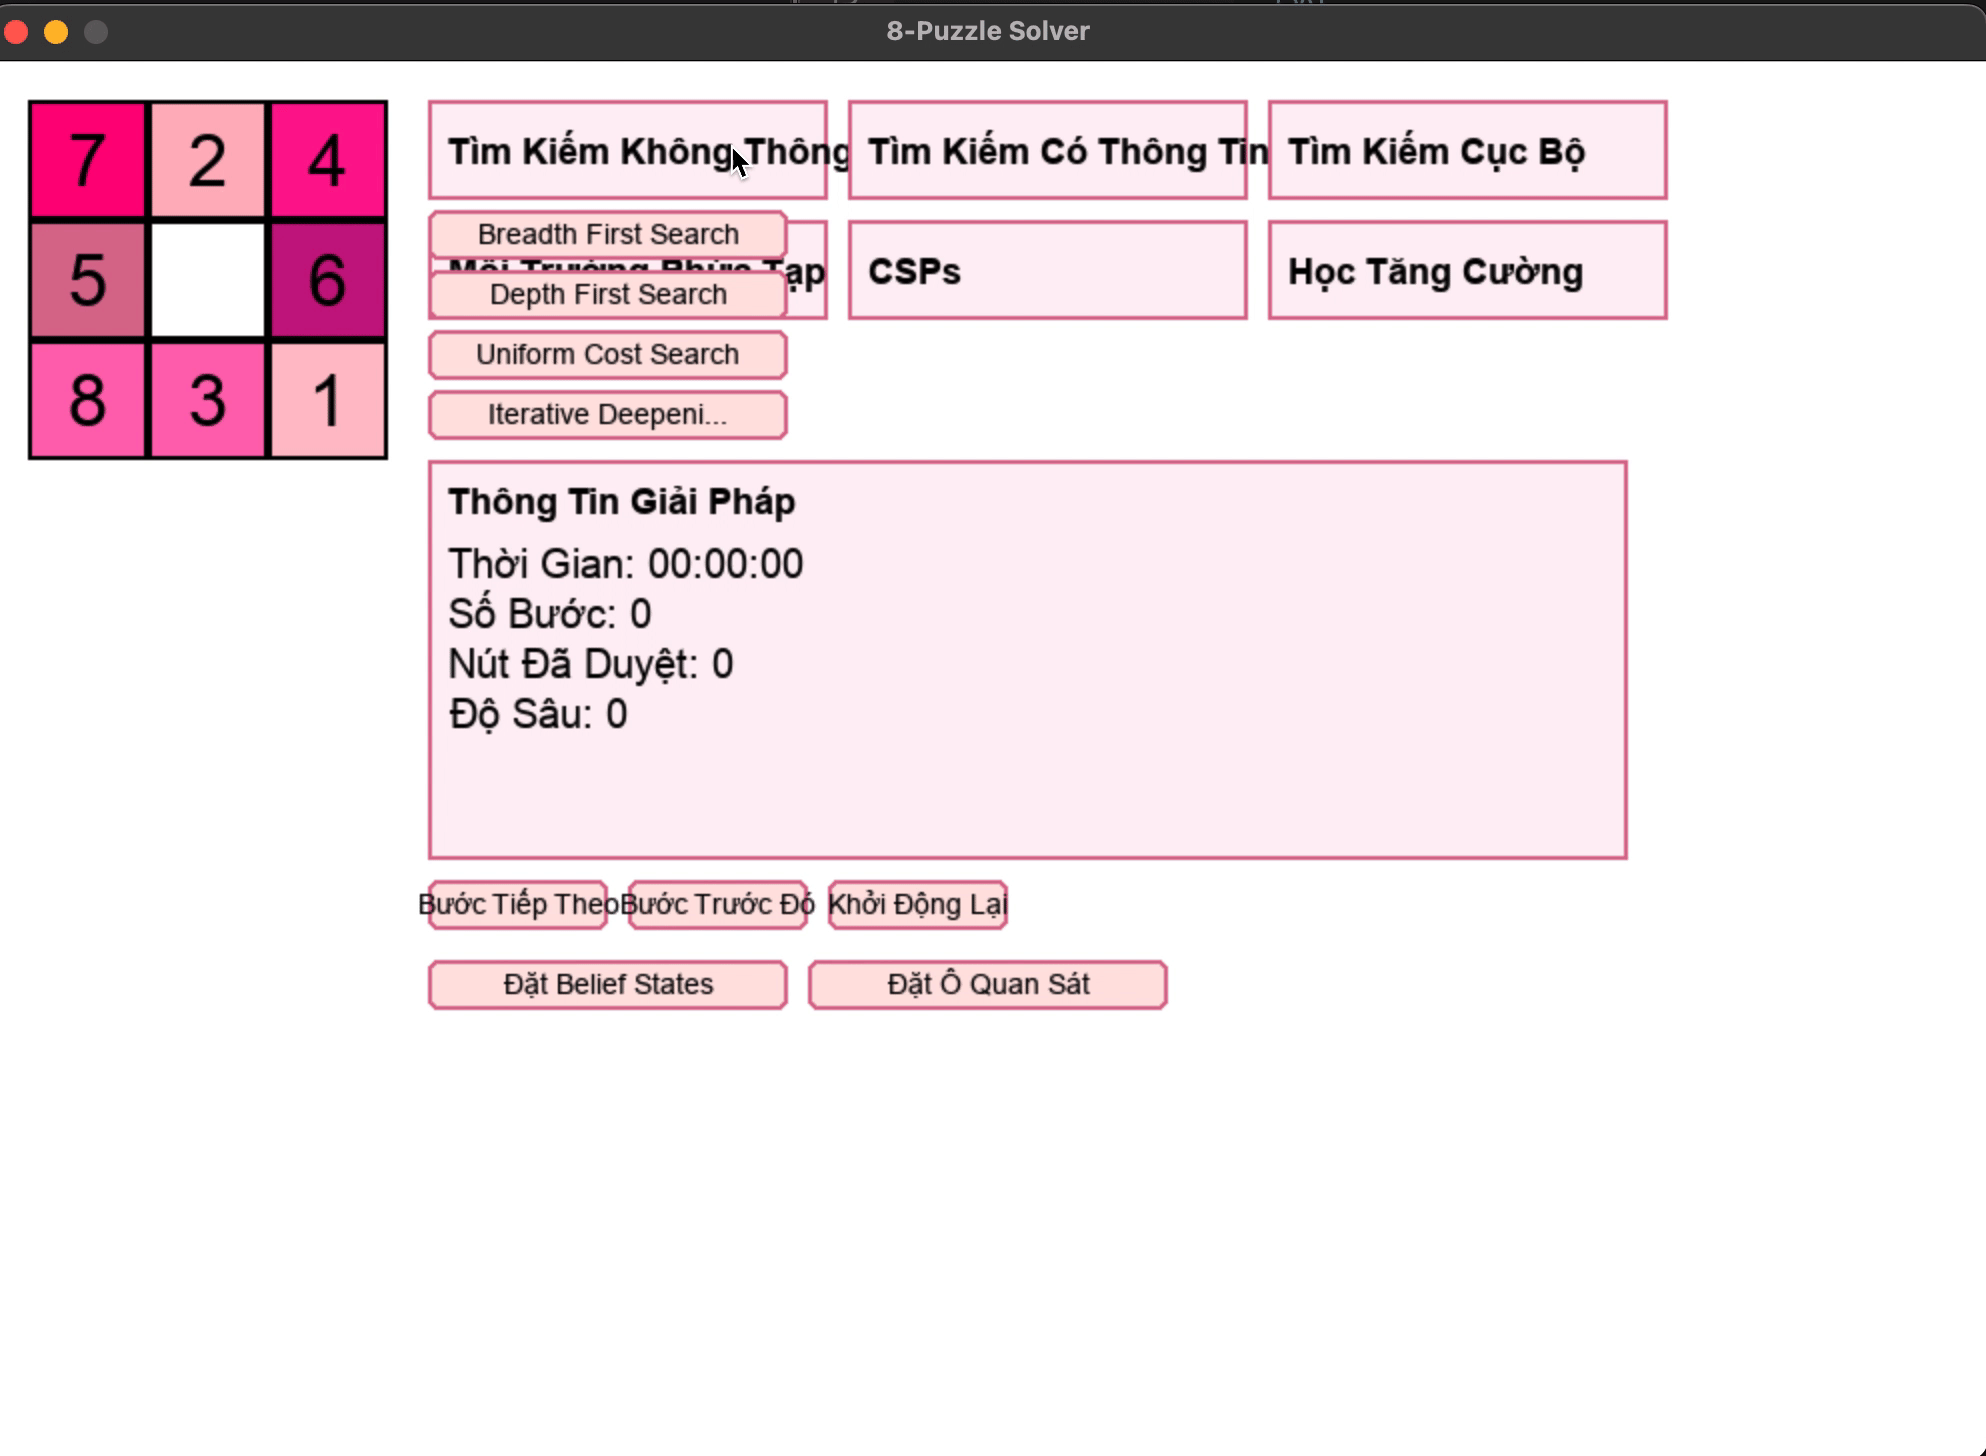 8-Puzzle Solver
7 2 4
5 6
8 3 1
Tìm Kiếm Không Thông
Tìm Kiếm Có Thông Tin
Tìm Kiếm Cục Bộ
Breadth First Search
Môi Trường Phức Tạp
CSPs
Học Tăng Cường
Depth First Search
Uniform Cost Search
Iterative Deepeni...
Thông Tin Giải Pháp
Thời Gian: 00:00:00
Số Bước: 0
Nút Đã Duyệt: 0
Độ Sâu: 0
Bước Tiếp Theo
Bước Trước Đó
Khởi Động Lại
Đặt Belief States
Đặt Ô Quan Sát